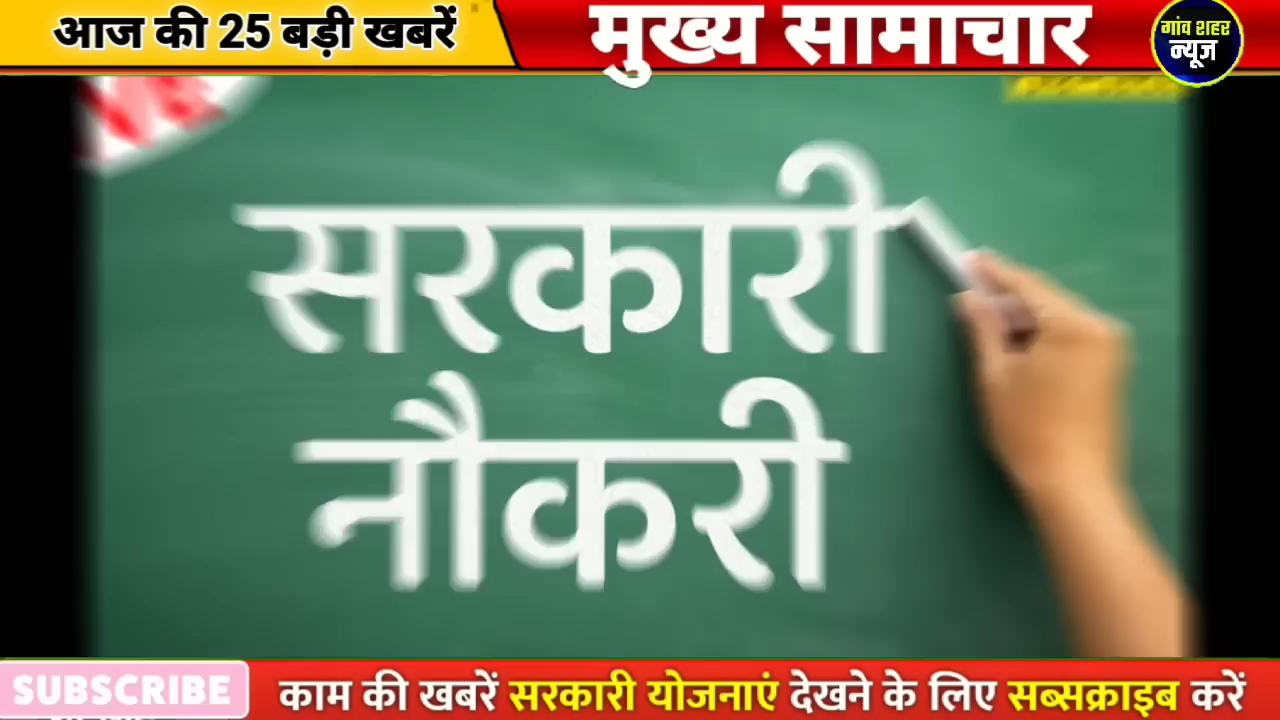 आज की 25 बड़ी खबरें
मुख्य सामाचार
गांव शहर
न्यूज
सरकारी
नौकरी
SUBSCRIBE
काम की खबरें सरकारी योजनाएं देखने के लिए सब्सक्राइब करें